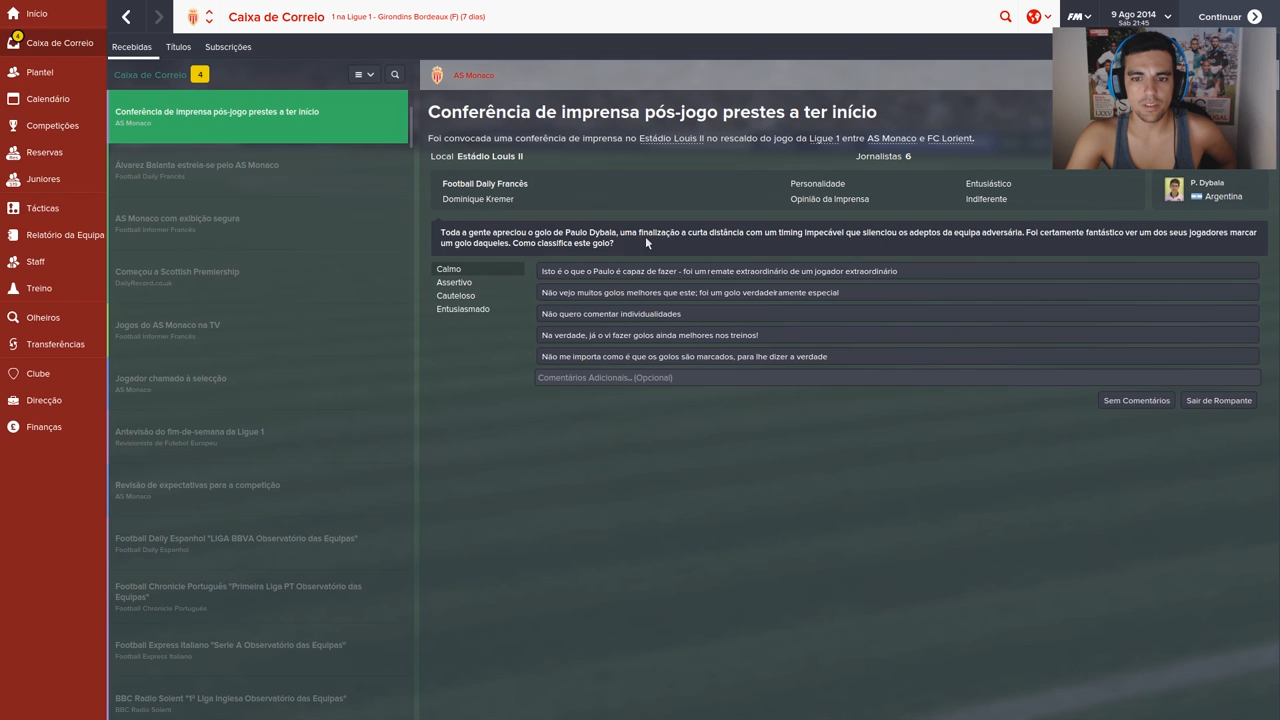 Início
4
Caixa de Correio
Plantel
Calendário
Competições
Reservas
Juniores
Tácticas
Relatório da Equipa
Staff
Treino
Olheiros
Transferências
Clube
Direcção
Finanças
Caixa de Correio
1 na Ligue 1 - Girondins Bordeaux (F) (7 dias)
FM
9 Ago 2014
Sáb 21:45
Continuar
Recebidas
Títulos
Subscrições
Caixa de Correio 4
Conferência de imprensa pós-jogo prestes a ter início
AS Monaco
Álvarez Balanta estreia-se pelo AS Monaco
Football Daily Francês
AS Monaco com exibição segura
Football Informer Francês
Começou a Scottish Premiership
DailyRecord.co.uk
Jogos do AS Monaco na TV
Football Informer Francês
Jogador chamado à selecção
AS Monaco
Antevisão do fim-de-semana da Ligue 1
Revisionista de Futebol Europeu
Revisão de expectativas para a competição
AS Monaco
Football Daily Espanhol "LIGA BBVA Observatório das Equipas"
Football Daily Espanhol
Football Chronicle Português "Primeira Liga PT Observatório das
Equipas"
Football Chronicle Português
Football Express Italiano "Serie A Observatório das Equipas"
Football Express Italiano
BBC Radio Solent "1ª Liga Inglesa Observatório das Equipas"
BBC Radio Solent
AS Monaco
Conferência de imprensa pós-jogo prestes a ter início
Foi convocada uma conferência de imprensa no Estádio Louis II no rescaldo do jogo da Ligue 1 entre AS Monaco e FC Lorient.
Local Estádio Louis II
Jornalistas 6
Football Daily Francês
Personalidade
Entusiástico
Dominique Kremer
Opinião da Imprensa
Indiferente
P. Dybala
Argentina
Toda a gente apreciou o golo de Paulo Dybala, uma finalização a curta distância com um timing impecável que silenciou os adeptos da equipa adversária. Foi certamente fantástico ver um dos seus jogadores marcar
um golo daqueles. Como classifica este golo?
Calmo
Assertivo
Cauteloso
Entusiasmado
Isto é o que o Paulo é capaz de fazer - foi um remate extraordinário de um jogador extraordinário
Não vejo muitos golos melhores que este; foi um golo verdadeiramente especial
Não quero comentar individualidades
Na verdade, já o vi fazer golos ainda melhores nos treinos!
Não me importa como é que os golos são marcados, para lhe dizer a verdade
Comentários Adicionais... (Opcional)
Sem Comentários
Sair de Rompante